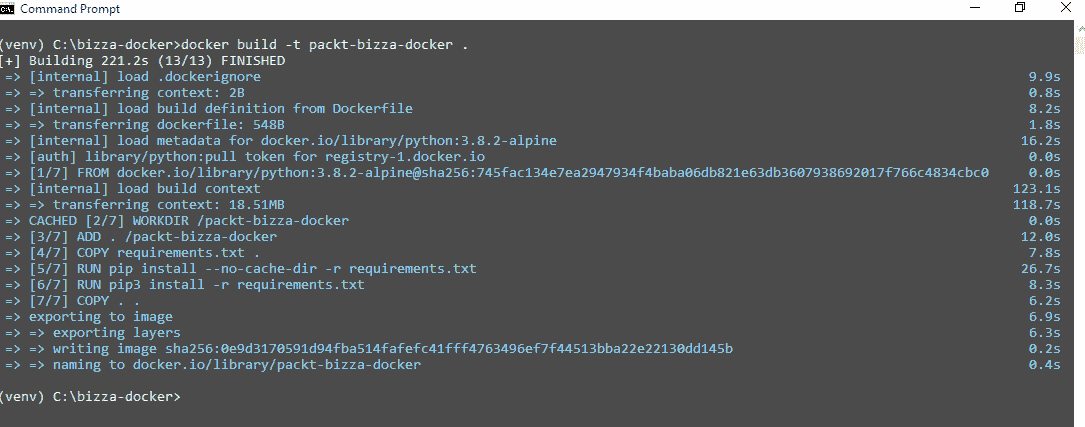 Command Prompt
(venv) C:\bizza-docker>docker build -t packt-bizza-docker .
[+] Building 221.2s (13/13) FINISHED
=> [internal] load .dockerignore 9.9s
=> => transferring context: 2B 0.8s
=> [internal] load build definition from Dockerfile 8.2s
=> => transferring dockerfile: 548B 1.8s
=> [internal] load metadata for docker.io/library/python:3.8.2-alpine 16.2s
=> [auth] library/python:pull token for registry-1.docker.io 0.0s
=> [1/7] FROM docker.io/library/python:3.8.2-alpine@sha256:745fac134e7ea2947934f4baba06db821e63db3607938692017f766c4834cbc0 0.0s
=> [internal] load build context 123.1s
=> => transferring context: 18.51MB 118.7s
=> CACHED [2/7] WORKDIR /packt-bizza-docker 0.0s
=> [3/7] ADD . /packt-bizza-docker 12.0s
=> [4/7] COPY requirements.txt . 7.8s
=> [5/7] RUN pip install --no-cache-dir -r requirements.txt 26.7s
=> [6/7] RUN pip3 install -r requirements.txt 8.3s
=> [7/7] COPY . . 6.2s
=> exporting to image 6.9s
=> => exporting layers 6.3s
=> => writing image sha256:0e9d3170591d94fba514fafefc41fff4763496ef7f44513bba22e22130dd145b 0.2s
=> => naming to docker.io/library/packt-bizza-docker 0.4s
(venv) C:\bizza-docker>